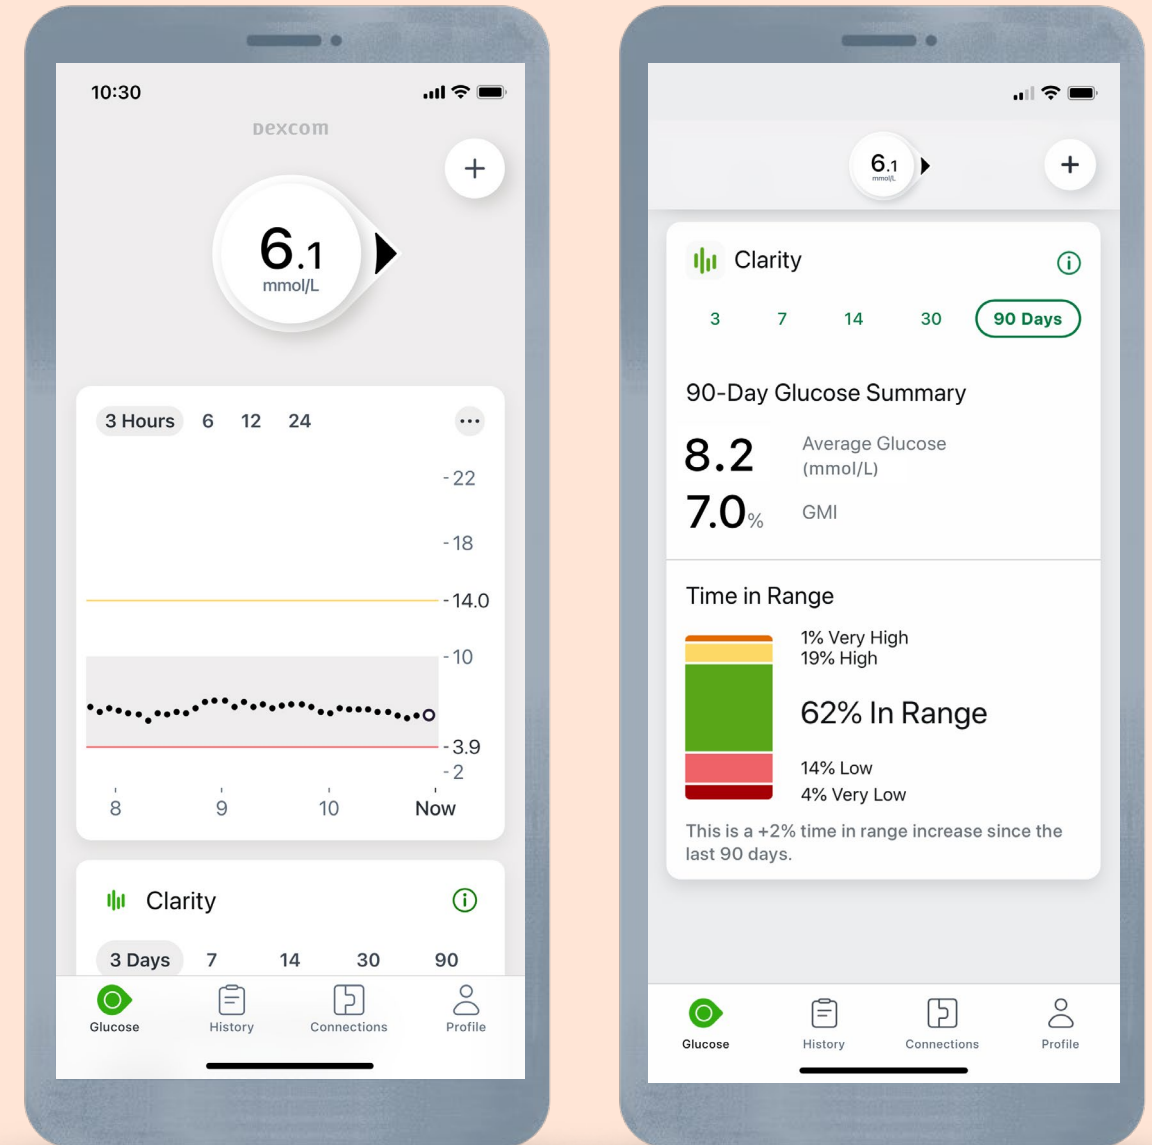 10:30
Dexcom
+
6.1
mmol/L
3 Hours 6 12 24 ...
-22
-18
-14.0
-10
-3.9
-2
8 9 10 Now
Clarity
3 Days 7 14 30 90
Glucose History Connections Profile
6.1
mmol/L
+
Clarity
3 7 14 30 90 Days
90-Day Glucose Summary
8.2 Average Glucose
(mmol/L)
7.0% GMI
Time in Range
1% Very High
19% High
62% In Range
14% Low
4% Very Low
This is a +2% time in range increase since the
last 90 days.
Glucose History Connections Profile